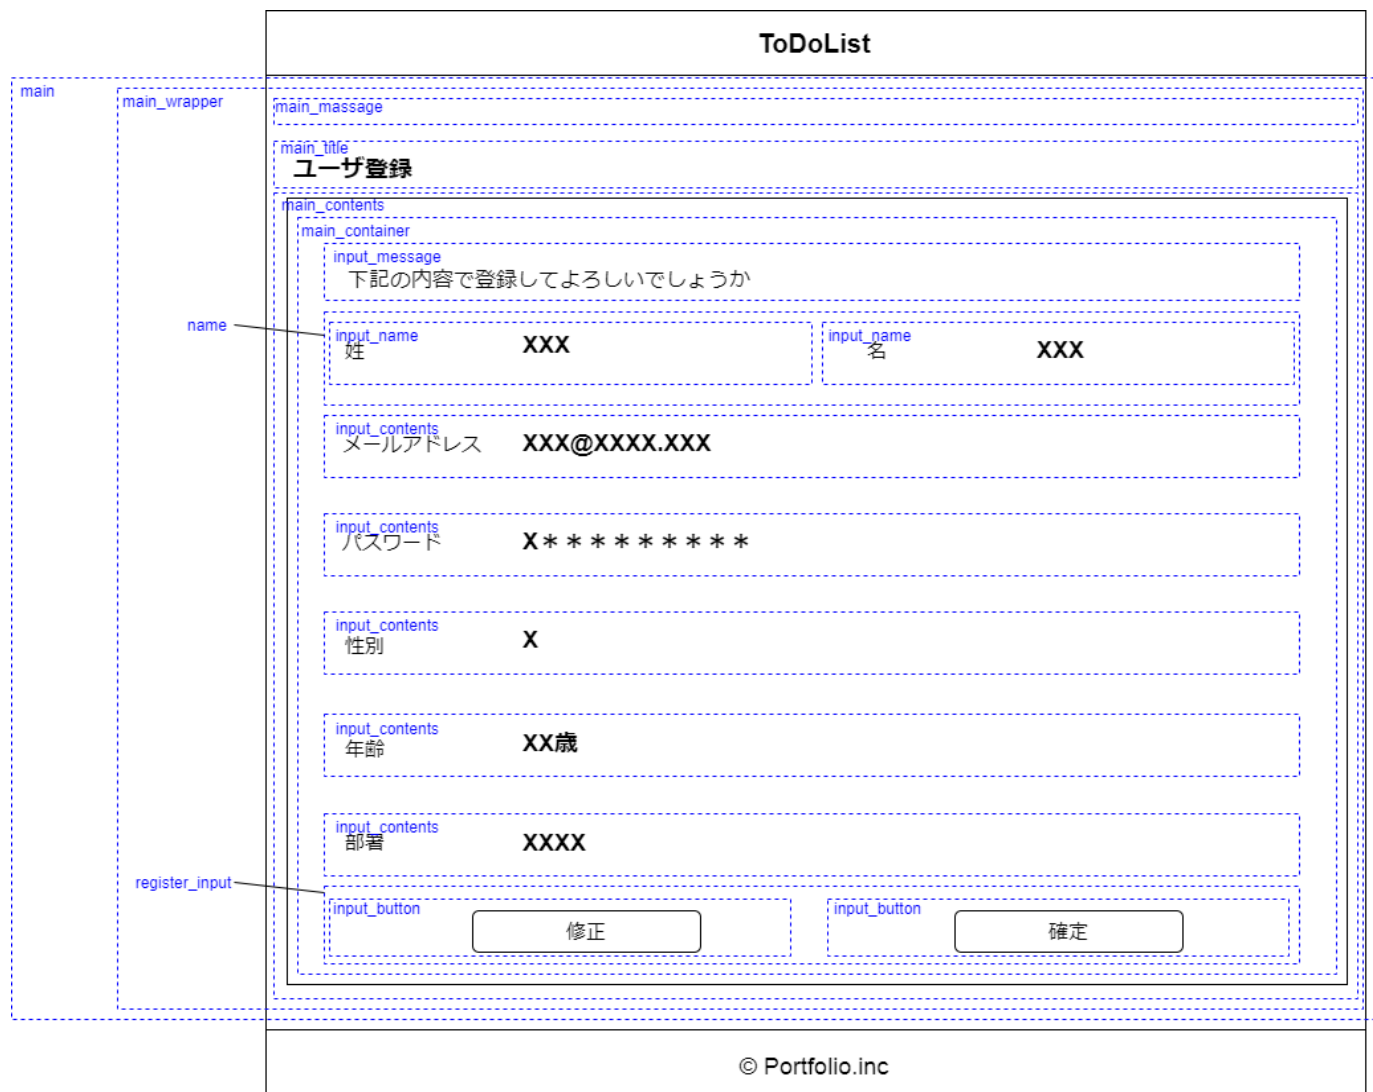 ToDoList
main
main_wrapper
main_massage
main_title
ユーザ登録
main_contents
main_container
input_message
下記の内容で登録してよろしいでしょうか
name
input_name
姓 XXX
input_name
名 XXX
input_contents
メールアドレス XXX@XXXX.XXX
input_contents
パスワード X＊＊＊＊＊＊＊＊＊
input_contents
性別 X
input_contents
年齢 XX歳
input_contents
部署 XXXX
register_input
input_button
修正
input_button
確定
© Portfolio.inc